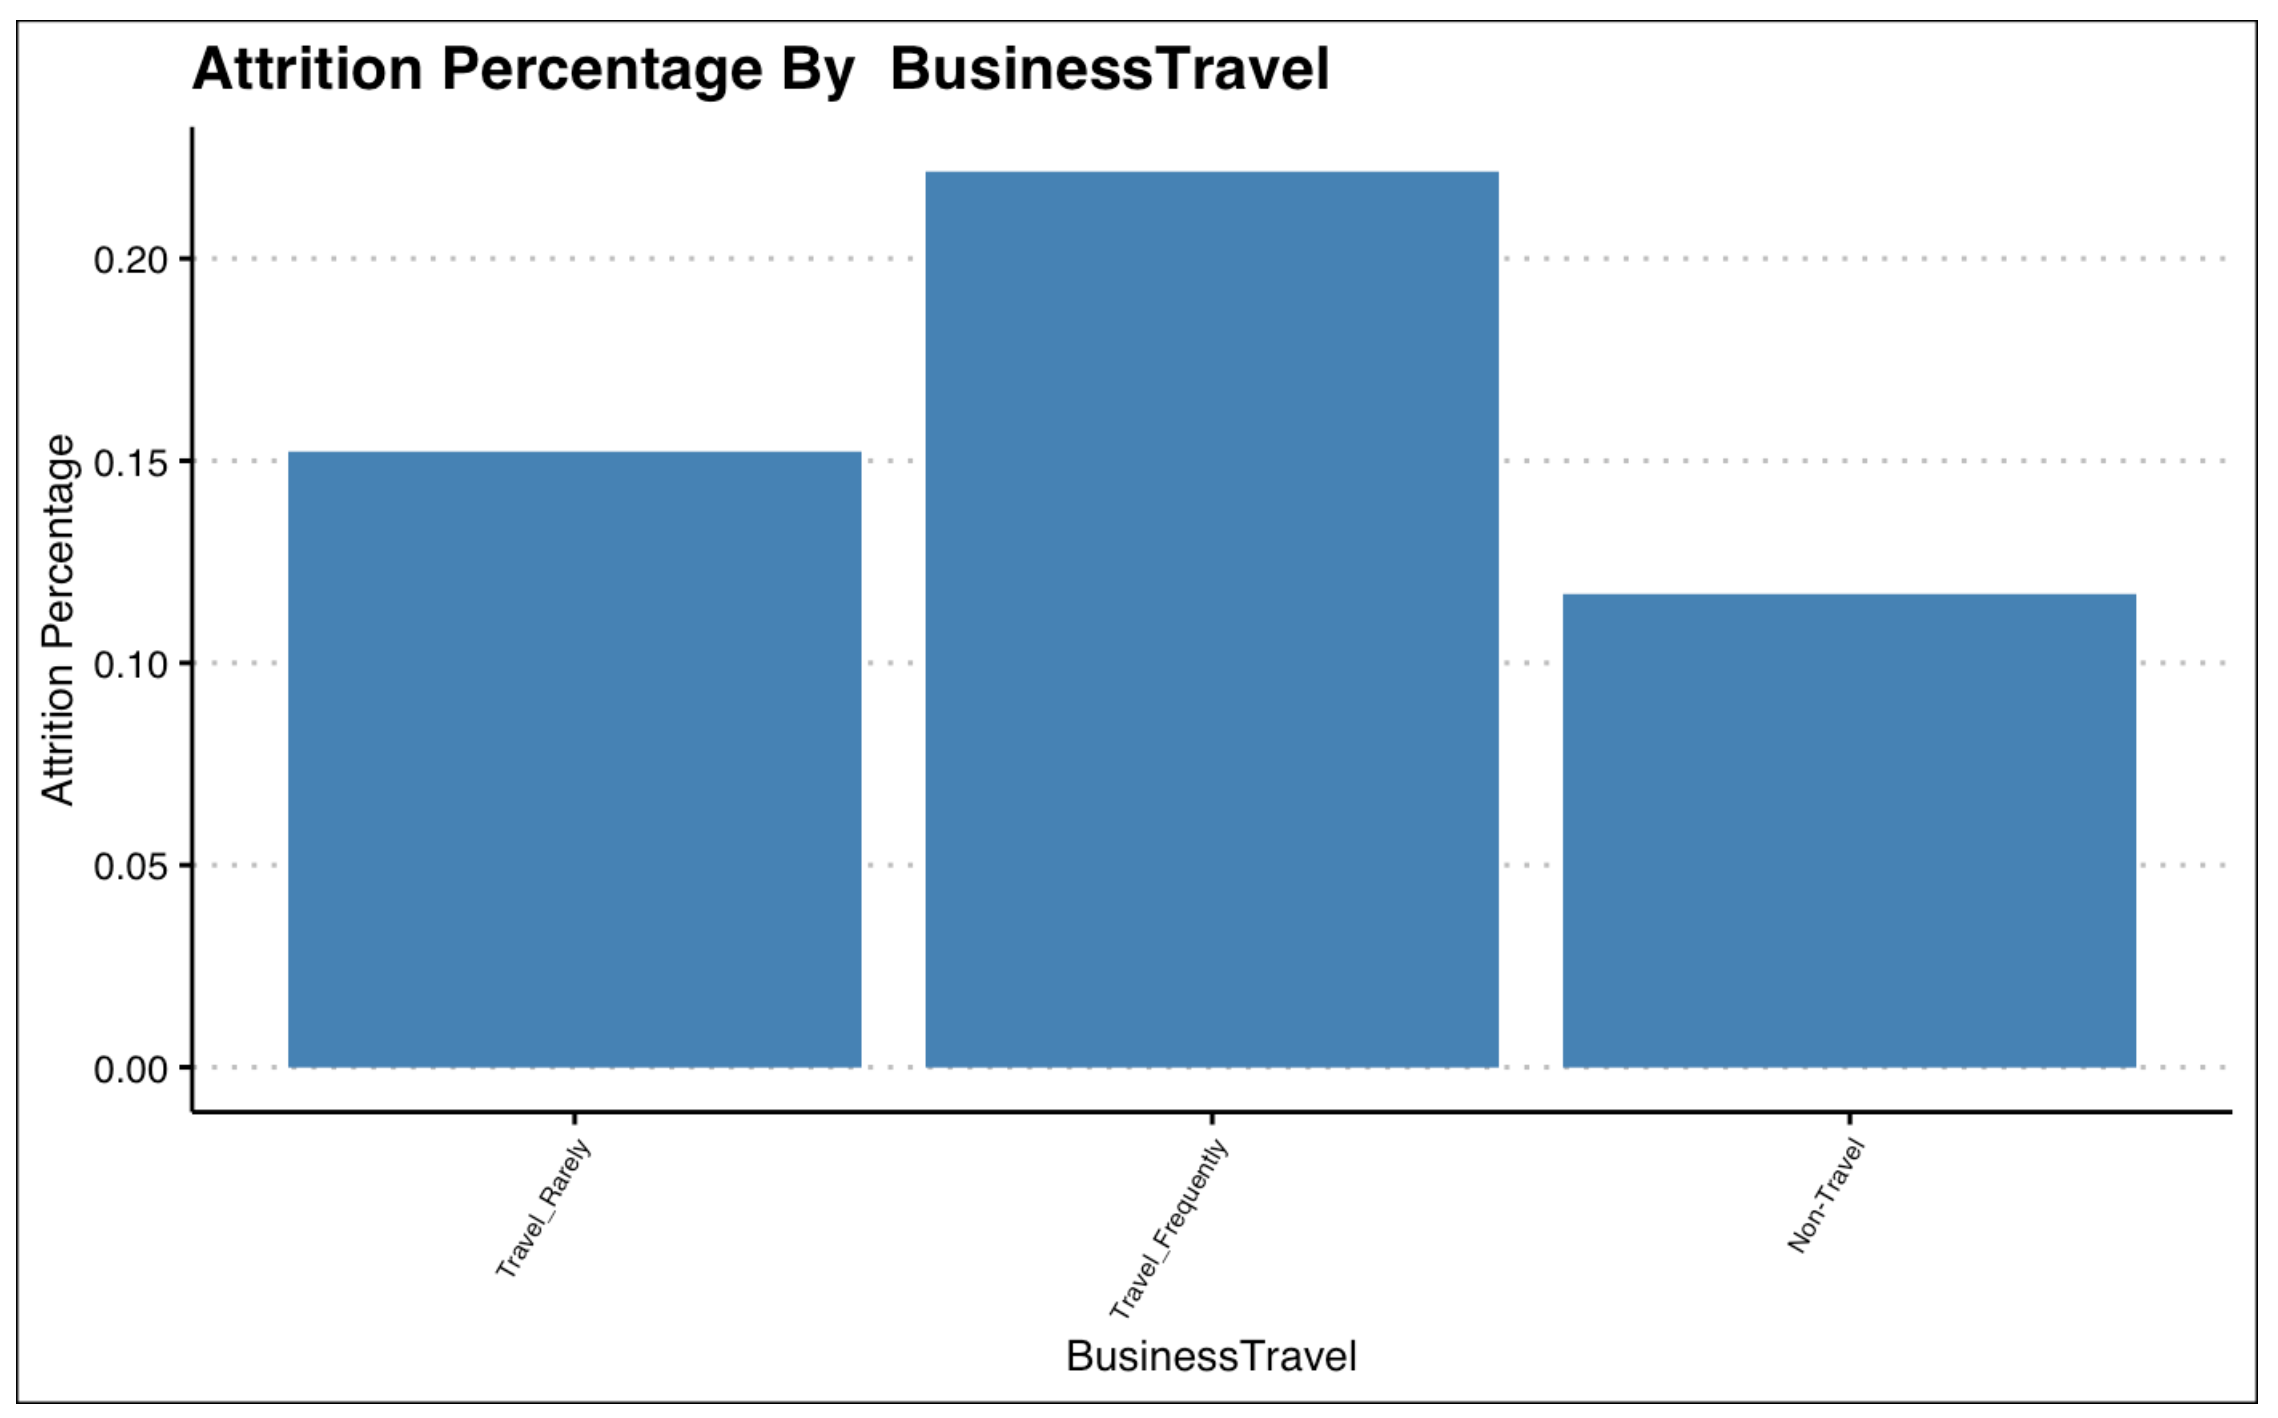 Attrition Percentage By  BusinessTravel
Attrition Percentage
0.20
0.15
0.10
0.05
0.00
Travel_Rarely
Travel_Frequently
Non-Travel
BusinessTravel